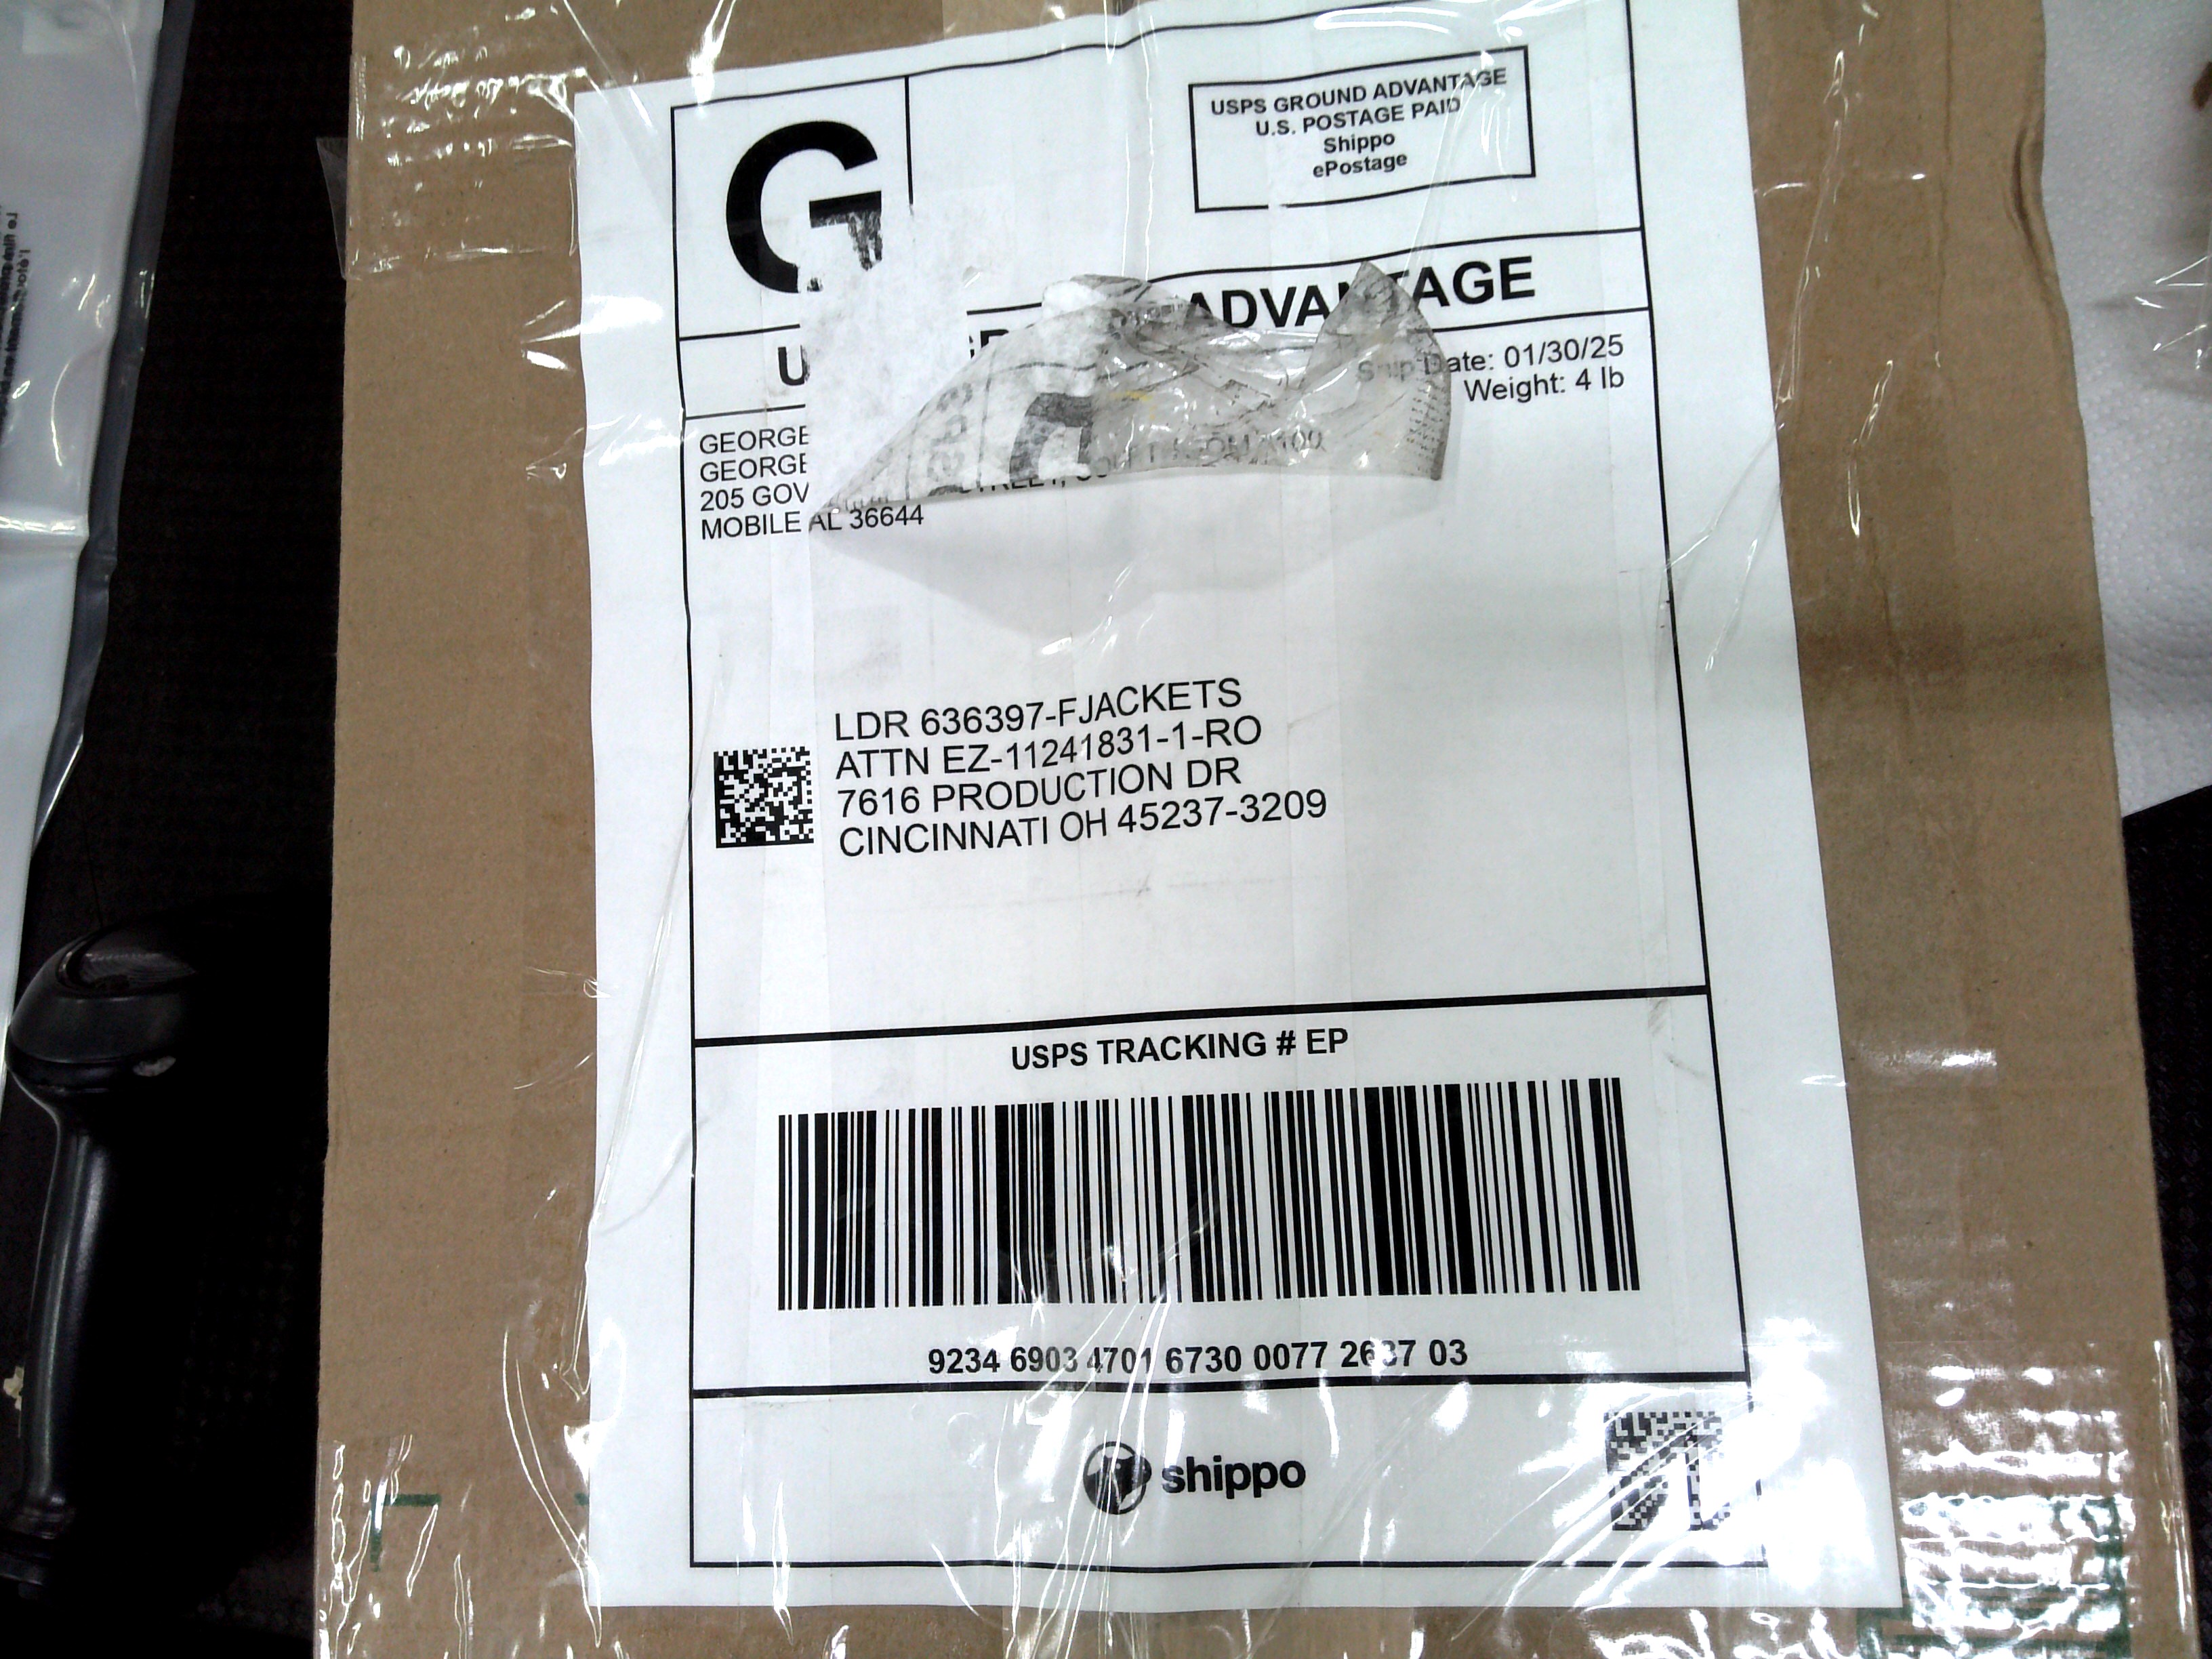 G
USPS GROUND ADVANTAGE
U.S. POSTAGE PAID
Shippo
ePostage
U
ADVANTAGE
Ship Date: 01/30/25
Weight: 4 lb
GEORGE
GEORGE
205 GOV STREET,
MOBILE AL 36644
LDR 636397-FJACKETS
ATTN EZ-11241831-1-RO
7616 PRODUCTION DR
CINCINNATI OH 45237-3209
USPS TRACKING # EP
9234 6903 4701 6730 0077 2637 03
shippo